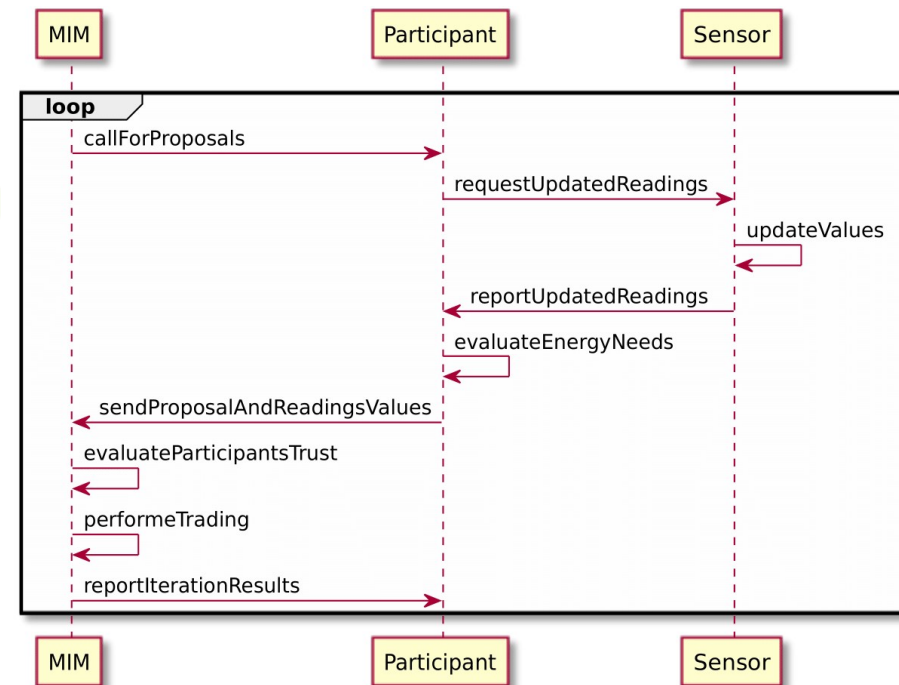 MIM
Participant
Sensor
loop
callForProposals
requestUpdatedReadings
updateValues
reportUpdatedReadings
evaluateEnergyNeeds
sendProposalAndReadingsValues
evaluateParticipantsTrust
performeTrading
reportIterationResults
MIM
Participant
Sensor